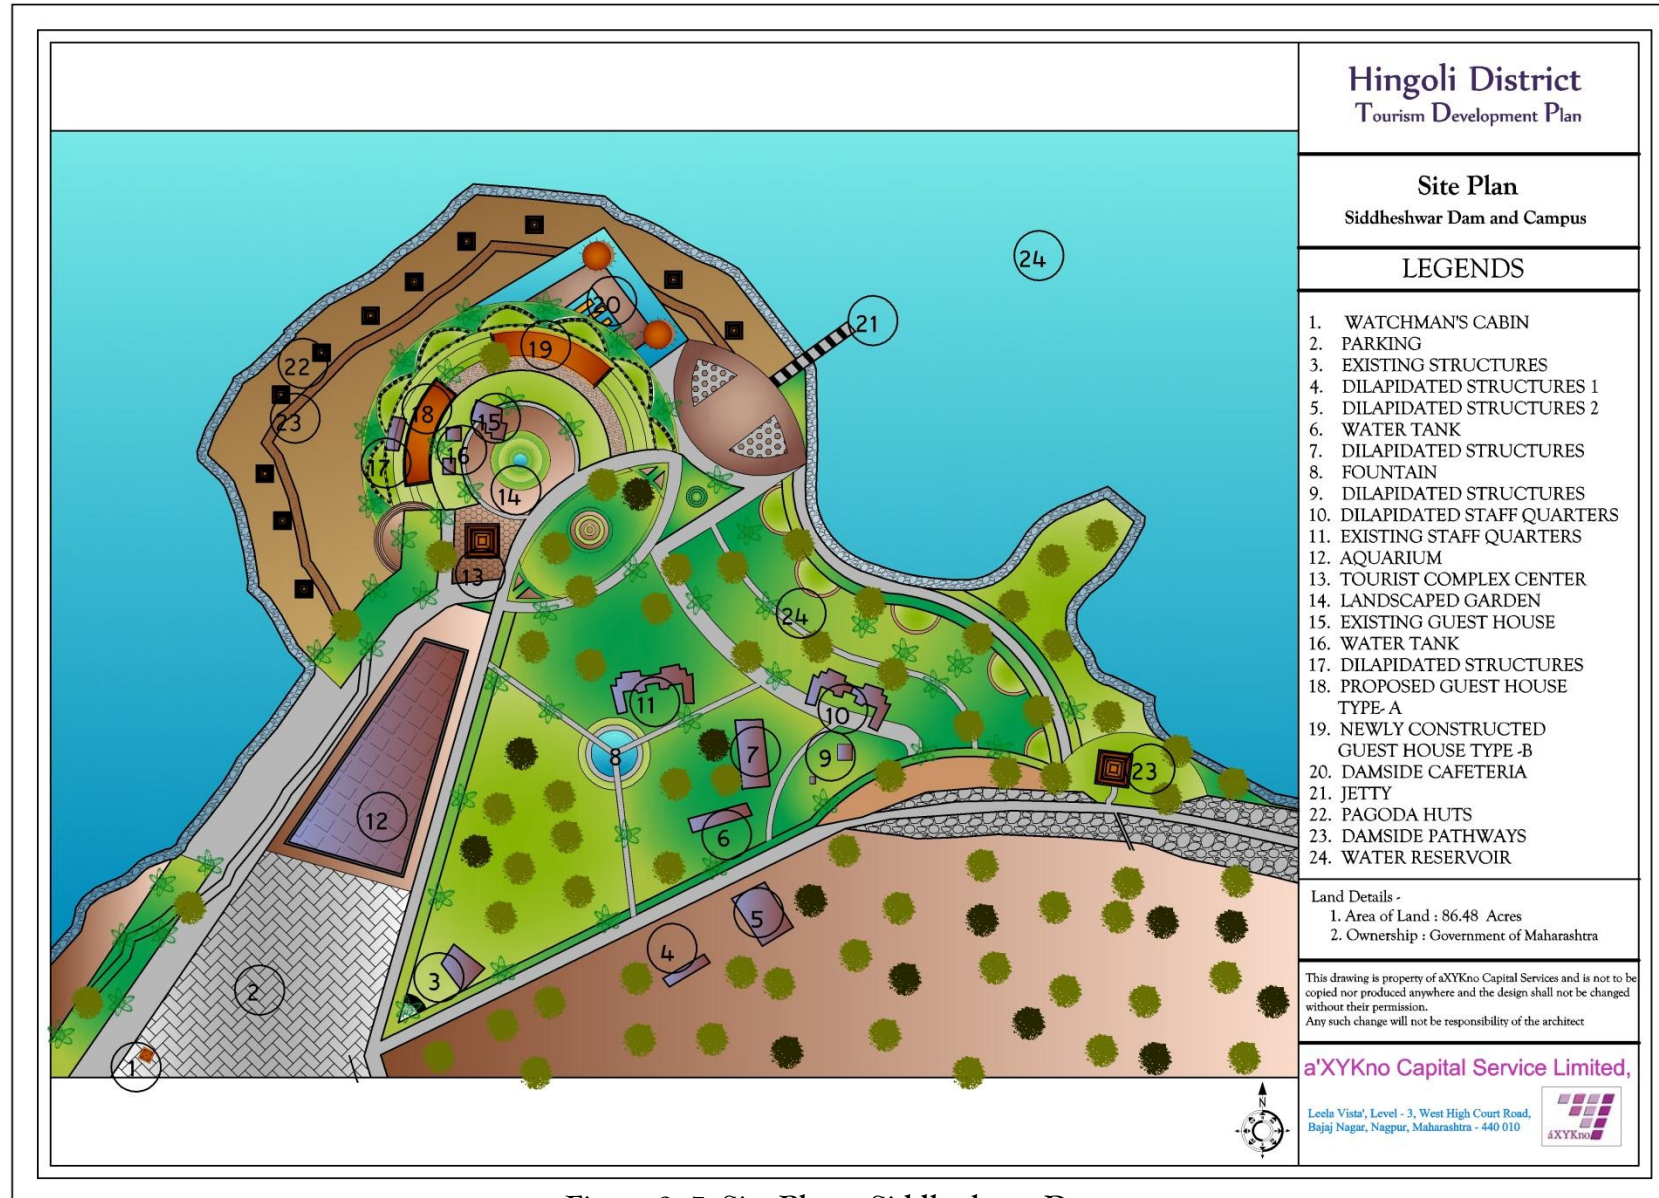 Hingoli District
Tourism Development Plan
Site Plan
Siddheshwar Dam and Campus
LEGENDS
1. WATCHMAN'S CABIN
2. PARKING
3. EXISTING STRUCTURES
4. DILAPIDATED STRUCTURES 1
5. DILAPIDATED STRUCTURES 2
6. WATER TANK
7. DILAPIDATED STRUCTURES
8. FOUNTAIN
9. DILAPIDATED STRUCTURES
10. DILAPIDATED STAFF QUARTERS
11. EXISTING STAFF QUARTERS
12. AQUARIUM
13. TOURIST COMPLEX CENTER
14. LANDSCAPED GARDEN
15. EXISTING GUEST HOUSE
16. WATER TANK
17. DILAPIDATED STRUCTURES
18. PROPOSED GUEST HOUSE
TYPE- A
19. NEWLY CONSTRUCTED
GUEST HOUSE TYPE -B
20. DAMSIDE CAFETERIA
21. JETTY
22. PAGODA HUTS
23. DAMSIDE PATHWAYS
24. WATER RESERVOIR
Land Details -
1. Area of Land : 86.48 Acres
2. Ownership : Government of Maharashtra
This drawing is property of aXYKno Capital Services and is not to be
copied nor produced anywhere and the design shall not be changed
without their permission.
Any such change will not be responsibility of the architect
a'XYKno Capital Service Limited,
Leela Vista', Level - 3, West High Court Road,
Bajaj Nagar, Nagpur, Maharashtra - 440 010
áXYKno
N
24
20
21
19
22
23
18
15
16
17
14
13
24
11
10
7
9
8
23
12
6
5
4
3
2
1